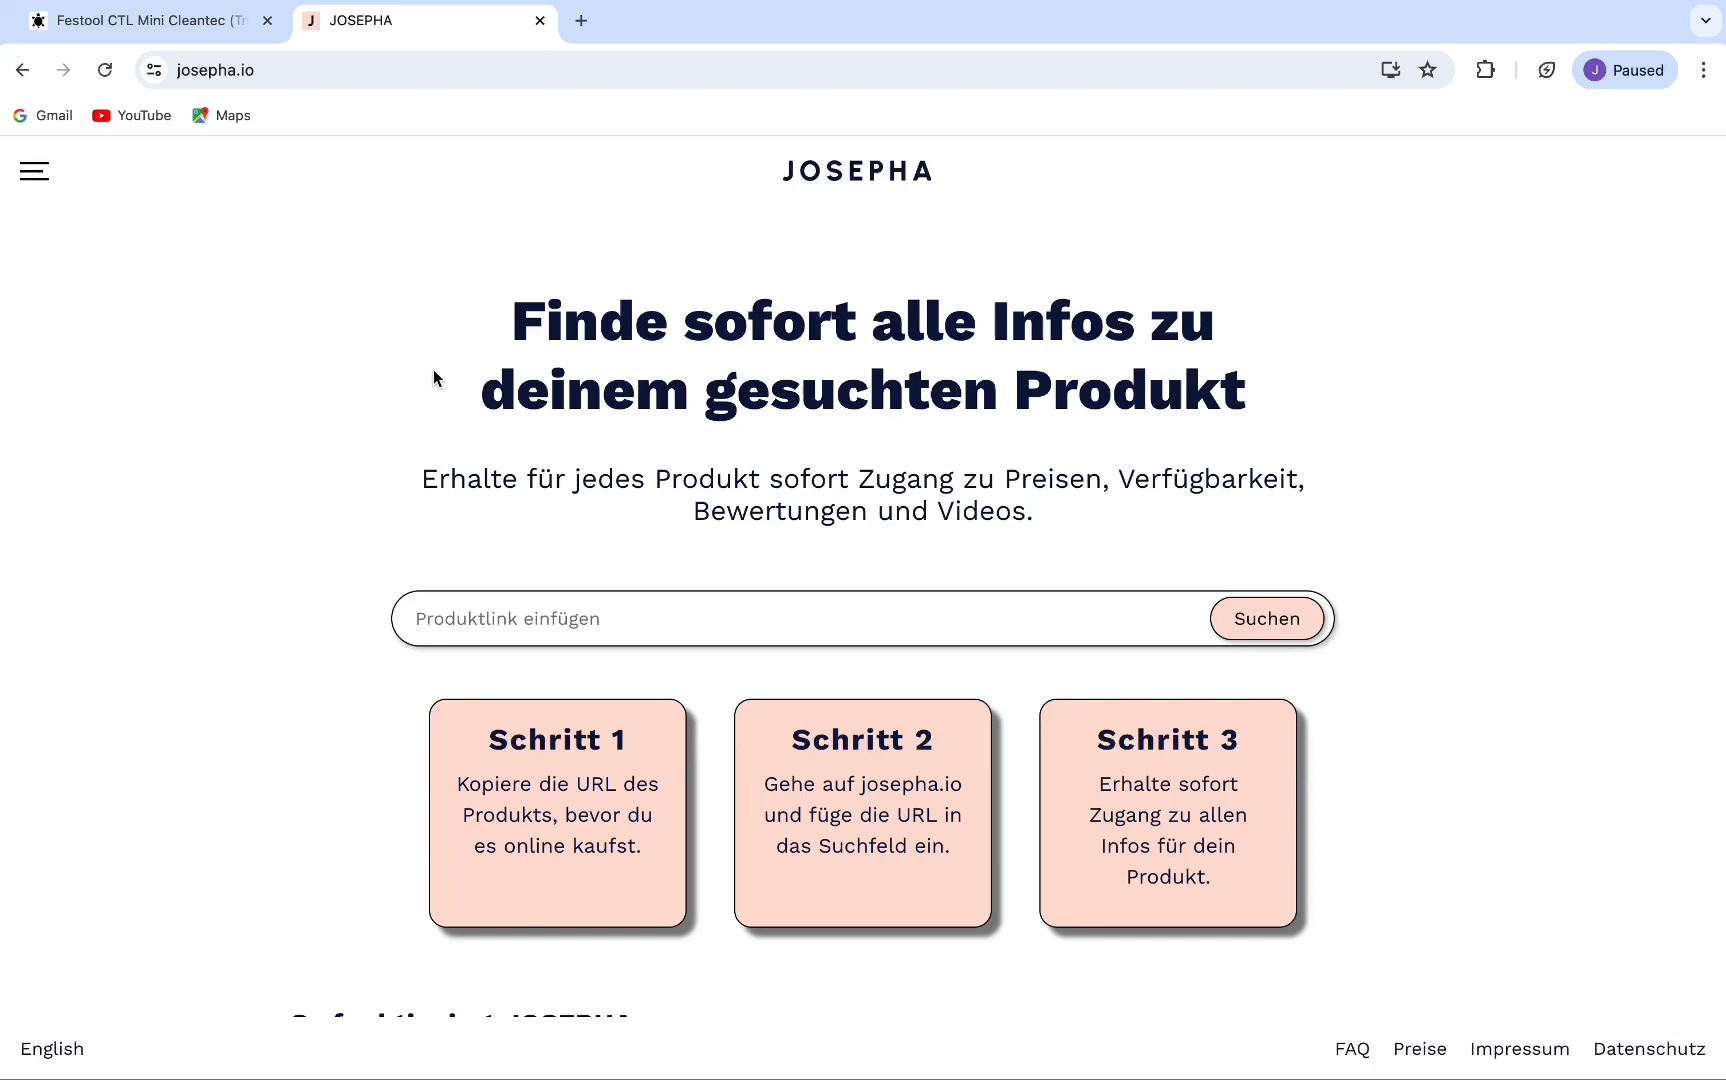 Festool CTL Mini Cleantec (Tr
J JOSEPHA
josepha.io
J Paused
Gmail YouTube Maps
JOSEPHA
Finde sofort alle Infos zu
deinem gesuchten Produkt
Erhalte für jedes Produkt sofort Zugang zu Preisen, Verfügbarkeit,
Bewertungen und Videos.
Produktlink einfügen
Suchen
Schritt 1
Kopiere die URL des
Produkts, bevor du
es online kaufst.
Schritt 2
Gehe auf josepha.io
und füge die URL in
das Suchfeld ein.
Schritt 3
Erhalte sofort
Zugang zu allen
Infos für dein
Produkt.
So funktioniert JOSEPHA
English
FAQ Preise Impressum Datenschutz